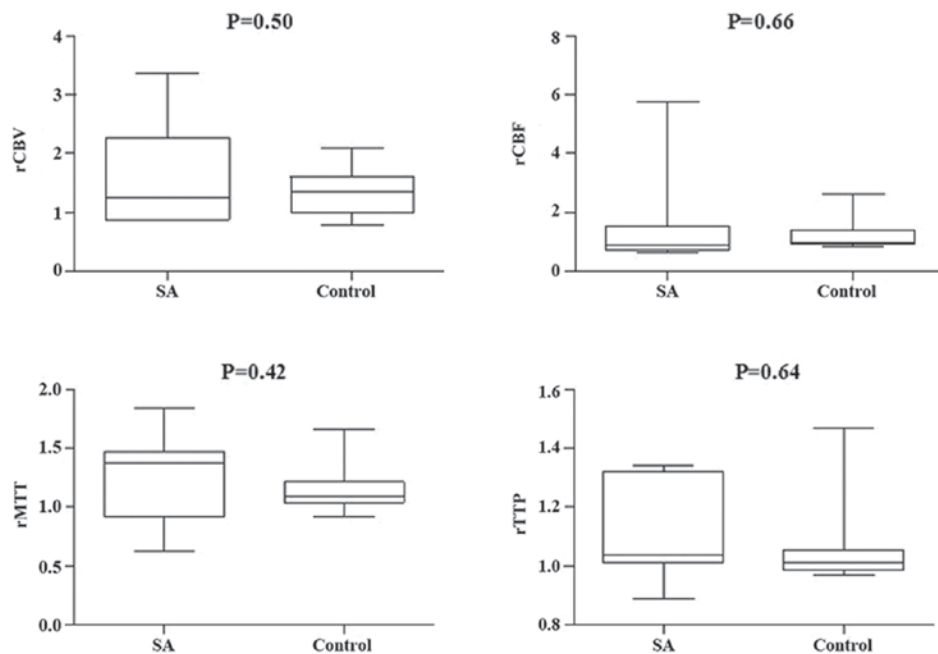 P=0.50
4
3
2
1
0
rCBV
SA Control
P=0.66
8
6
4
2
0
rCBF
SA Control
P=0.42
2.0
1.5
1.0
0.5
0.0
rMTT
SA Control
P=0.64
1.6
1.4
1.2
1.0
0.8
rTTP
SA Control